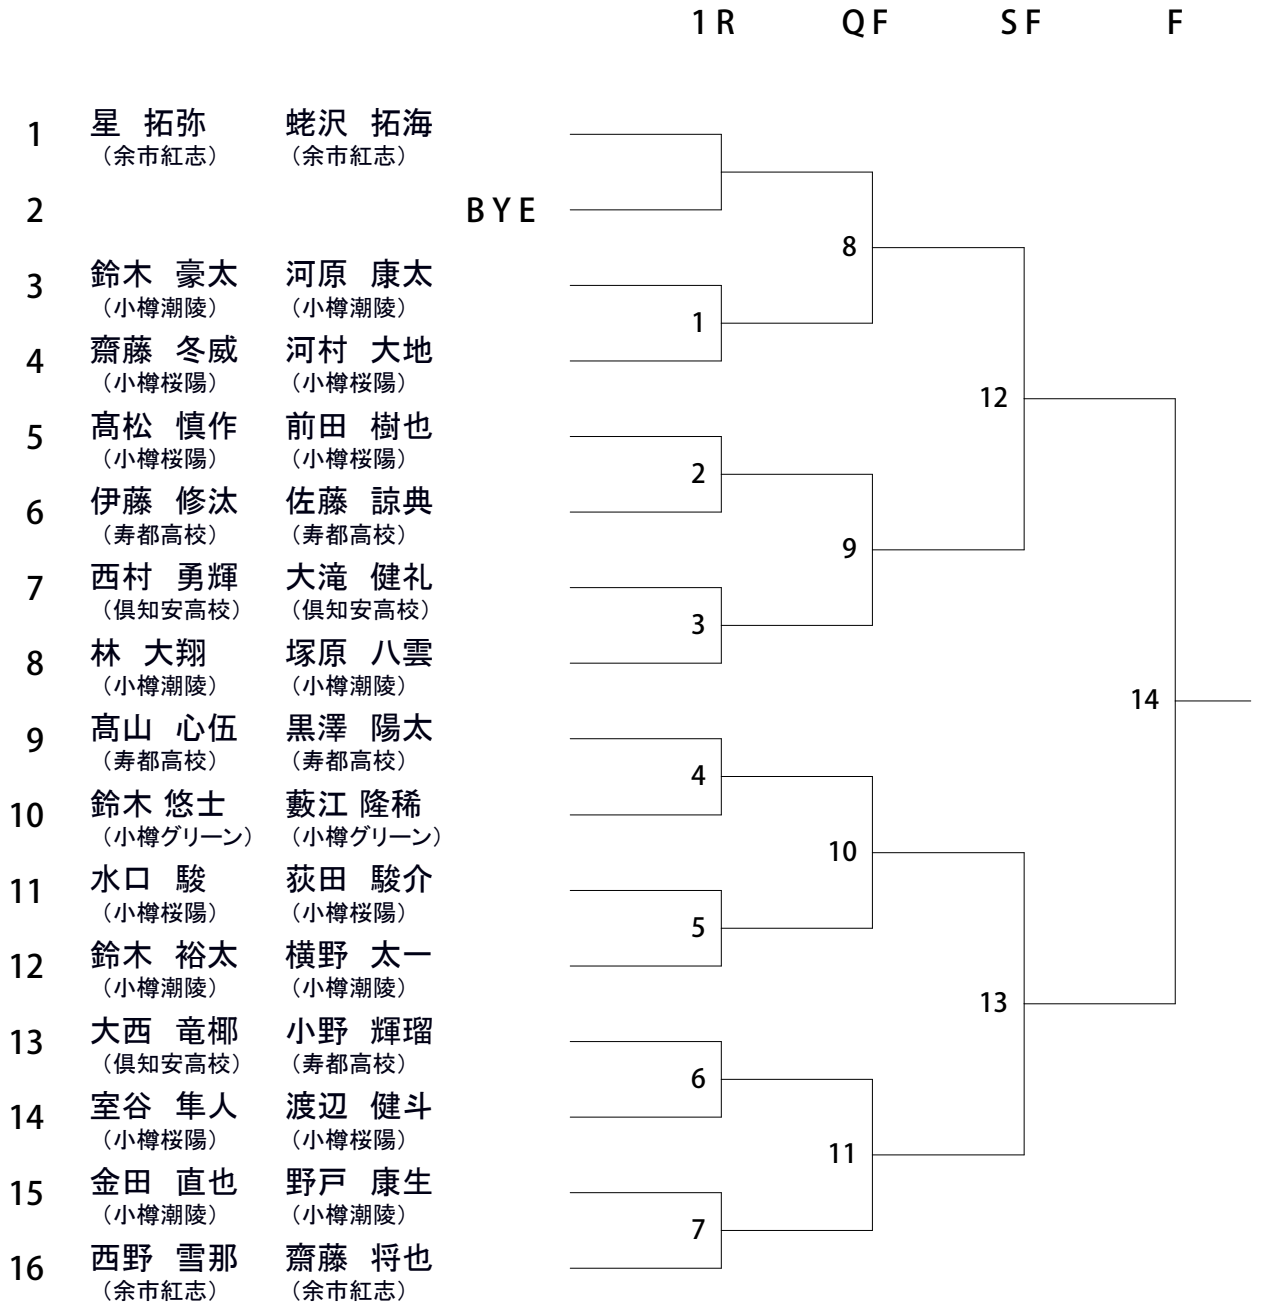 1R QF SF F
1 星 拓弥 蛯沢 拓海
（余市紅志） （余市紅志）
2 BYE
8
3 鈴木 豪太 河原 康太
（小樽潮陵） （小樽潮陵）
1
4 齋藤 冬威 河村 大地
（小樽桜陽） （小樽桜陽）
12
5 髙松 慎作 前田 樹也
（小樽桜陽） （小樽桜陽）
2
6 伊藤 修汰 佐藤 諒典
（寿都高校） （寿都高校）
9
7 西村 勇輝 大滝 健礼
（倶知安高校） （倶知安高校）
3
8 林 大翔 塚原 八雲
（小樽潮陵） （小樽潮陵）
14
9 髙山 心伍 黒澤 陽太
（寿都高校） （寿都高校）
4
10 鈴木 悠士 藪江 隆稀
（小樽グリーン） （小樽グリーン）
10
11 水口 駿 荻田 駿介
（小樽桜陽） （小樽桜陽）
5
12 鈴木 裕太 横野 太一
（小樽潮陵） （小樽潮陵）
13
13 大西 竜椰 小野 輝瑠
（倶知安高校） （寿都高校）
6
14 室谷 隼人 渡辺 健斗
（小樽桜陽） （小樽桜陽）
11
15 金田 直也 野戸 康生
（小樽潮陵） （小樽潮陵）
7
16 西野 雪那 齋藤 将也
（余市紅志） （余市紅志）